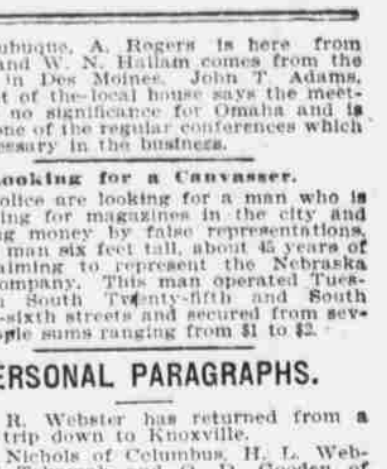 ubuque, A. Rogers is here from
and W. N. Hallam comes from the
in Des Moines. John T. Adams,
t of the local house says the meet-
no significance for Omaha and is
one of the regular conferences which
essary in the business.
ooking for a Canvasser.
olice are looking for a man who is
ing for magazines in the city and
ng money by false representations.
man six feet tall, about 45 years of
aiming to represent the Nebraska
ompany. This man operated Tues-
n South Twenty-fifth and South
-sixth streets and secured from sev-
ople sums ranging from $1 to $2.
ERSONAL PARAGRAPHS.
R. Webster has returned from a
trip down to Knoxville.
Nichols of Columbus, H. L. Web-